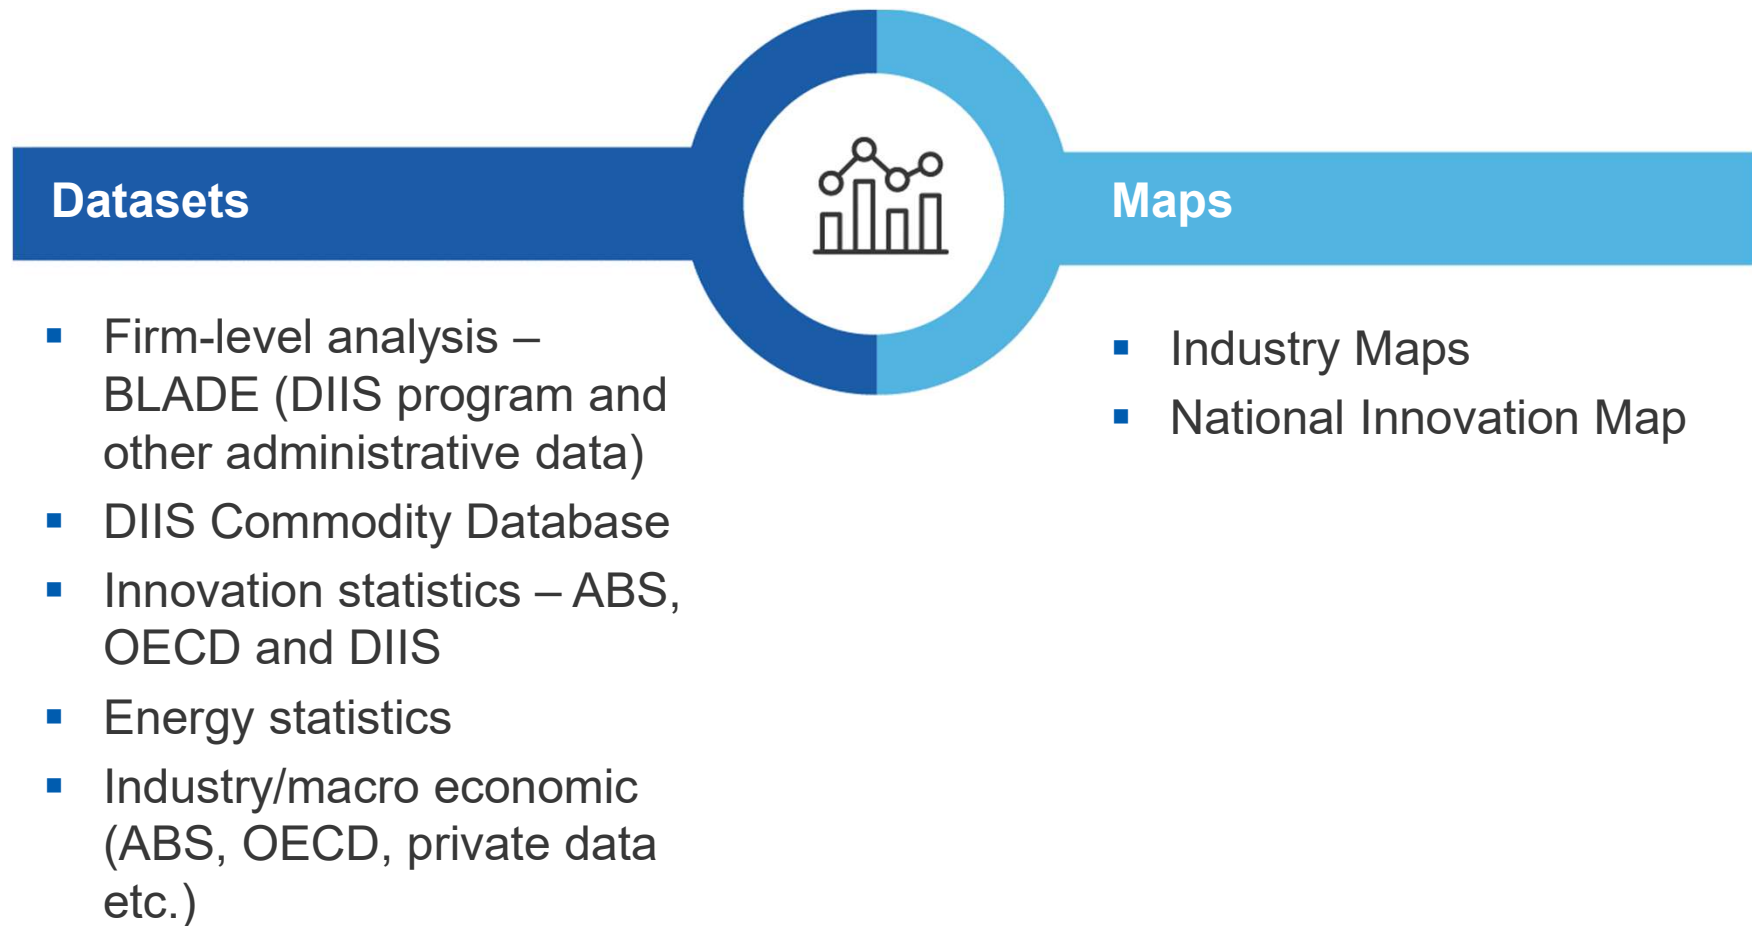 Datasets
Firm-level analysis –
BLADE (DIIS program and
other administrative data)
DIIS Commodity Database
Innovation statistics – ABS,
OECD and DIIS
Energy statistics
Industry/macro economic
(ABS, OECD, private data
etc.)
Maps
Industry Maps
National Innovation Map